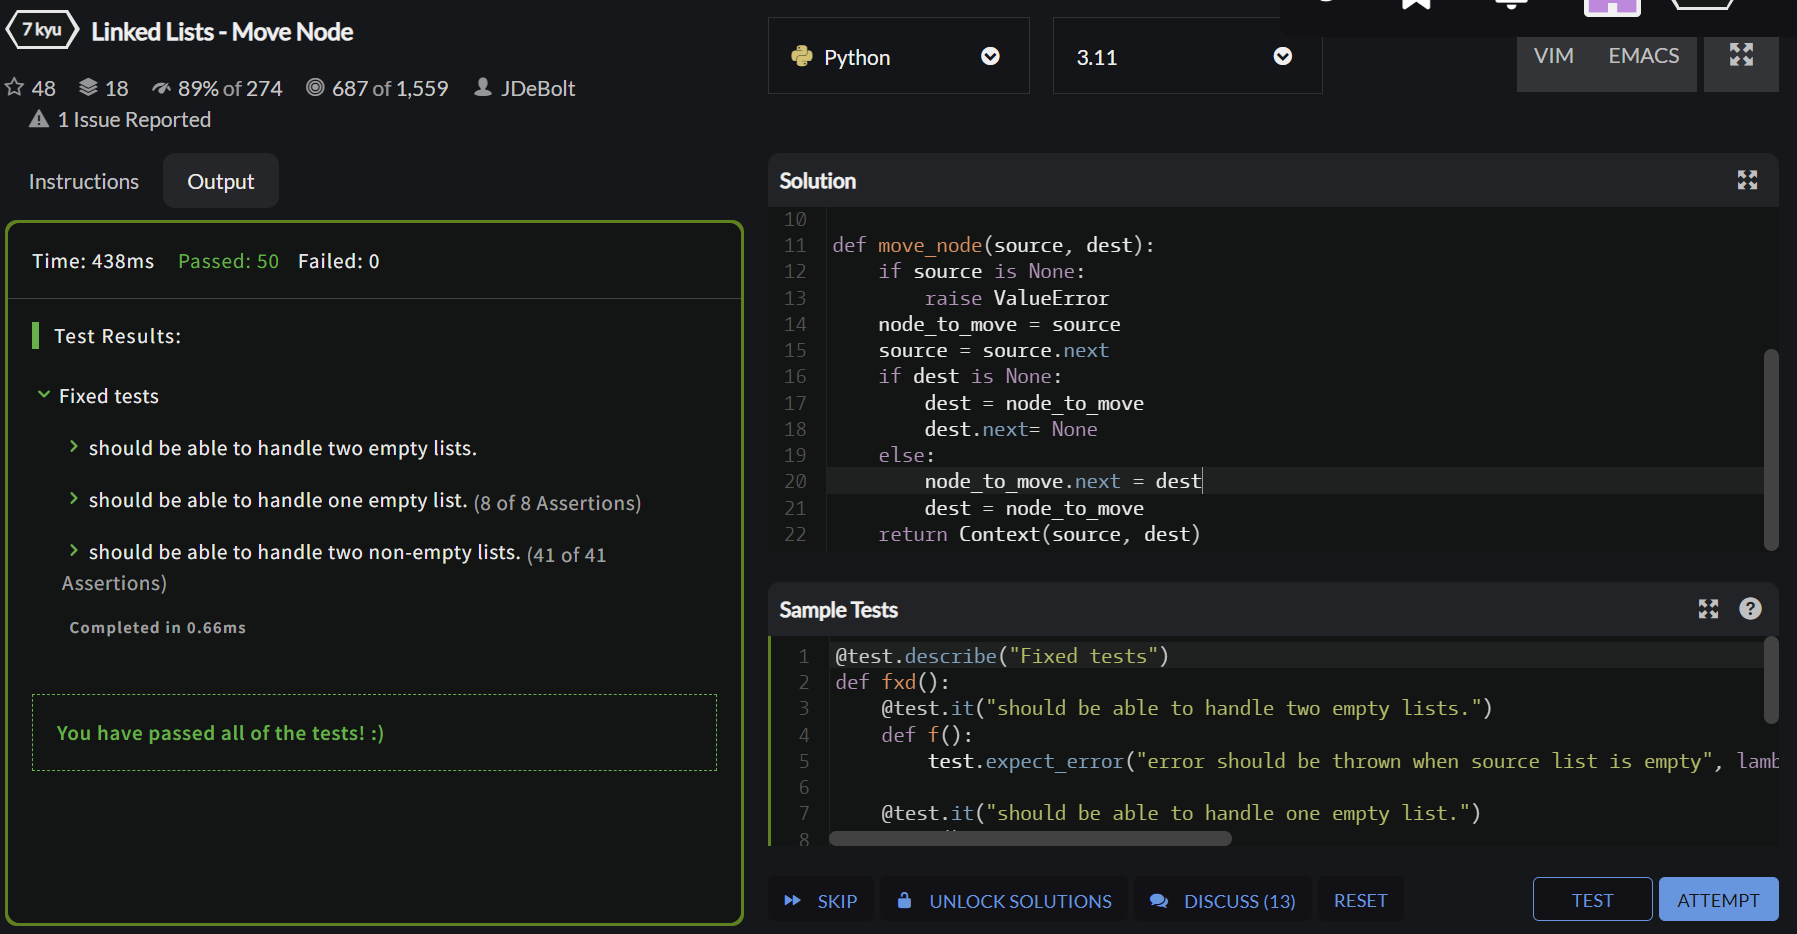 7 kyu
Linked Lists - Move Node
48 18 89% of 274 687 of 1,559 JDeBolt
1 Issue Reported
Instructions
Output
Time: 438ms Passed: 50 Failed: 0
Test Results:
Fixed tests
should be able to handle two empty lists.
should be able to handle one empty list. (8 of 8 Assertions)
should be able to handle two non-empty lists. (41 of 41
Assertions)
Completed in 0.66ms
You have passed all of the tests! :)
Python
3.11
VIM
EMACS
Solution
10
11 def move_node(source, dest):
12 if source is None:
13 raise ValueError
14 node_to_move = source
15 source = source.next
16 if dest is None:
17 dest = node_to_move
18 dest.next= None
19 else:
20 node_to_move.next = dest
21 dest = node_to_move
22 return Context(source, dest)
Sample Tests
?
1 @test.describe("Fixed tests")
2 def fxd():
3 @test.it("should be able to handle two empty lists.")
4 def f():
5 test.expect_error("error should be thrown when source list is empty", lamb
6
7 @test.it("should be able to handle one empty list.")
8
SKIP
UNLOCK SOLUTIONS
DISCUSS (13)
RESET
TEST
ATTEMPT